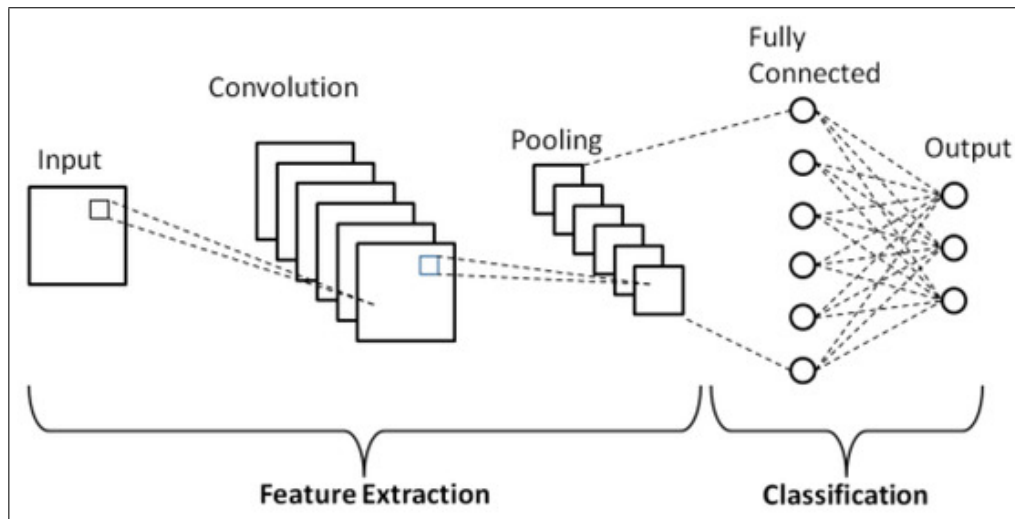 Input
Convolution
Pooling
Fully
Connected
Output
Feature Extraction
Classification